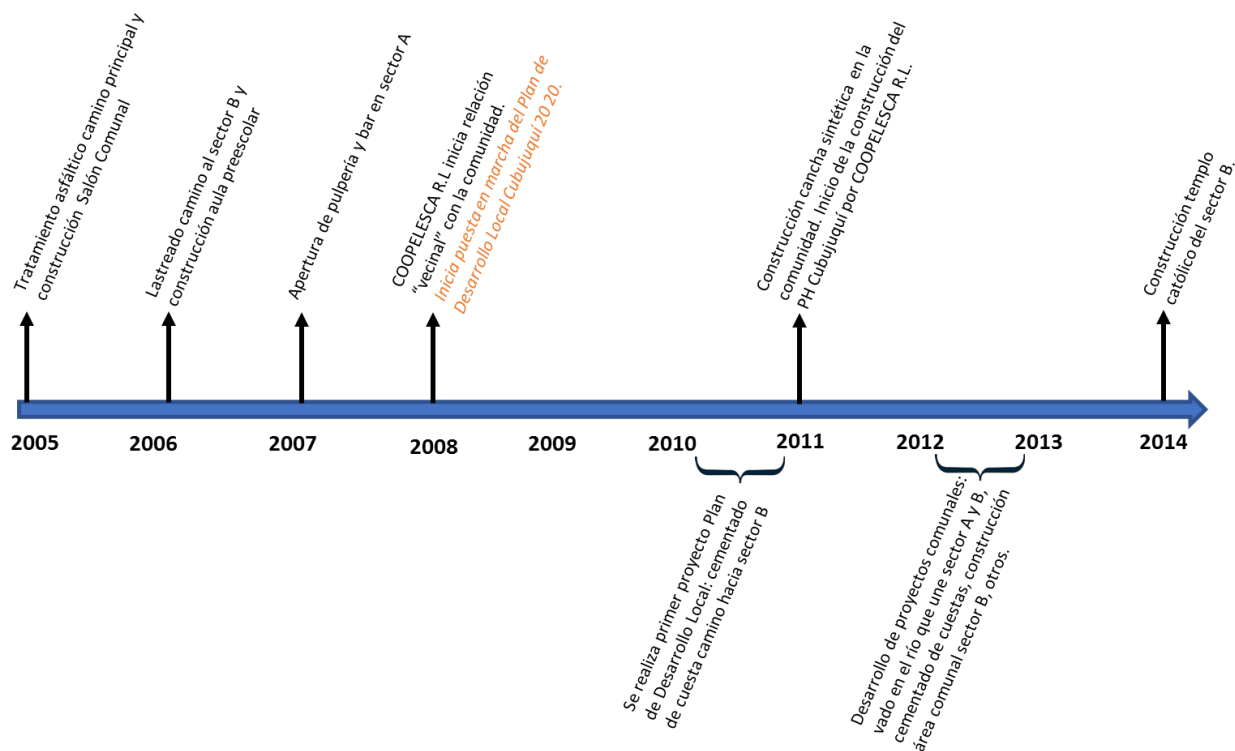 Tratamiento asfáltico camino principal y
construcción Salón Comunal
Lastreado camino al sector B y
construcción aula preescolar
Apertura de pulpería y bar en sector A
COOPELESCA R.L inicia relación
“vecinal” con la comunidad.
Inicia puesta en marcha del Plan de
Desarrollo Local Cubujuquí 20 20.
Construcción cancha sintética en la
comunidad. Inicio de la construcción del
PH Cubujuquí por COOPELESCA R.L.
Construcción templo
católico del sector B.
2005 2006 2007 2008 2009 2010 2011 2012 2013 2014
Se realiza primer proyecto Plan
de Desarrollo Local: cementado
de cuesta camino hacia sector B
Desarrollo de proyectos comunales:
vado en el río que une sector A y B,
cementado de cuestas, construcción
área comunal sector B, otros.